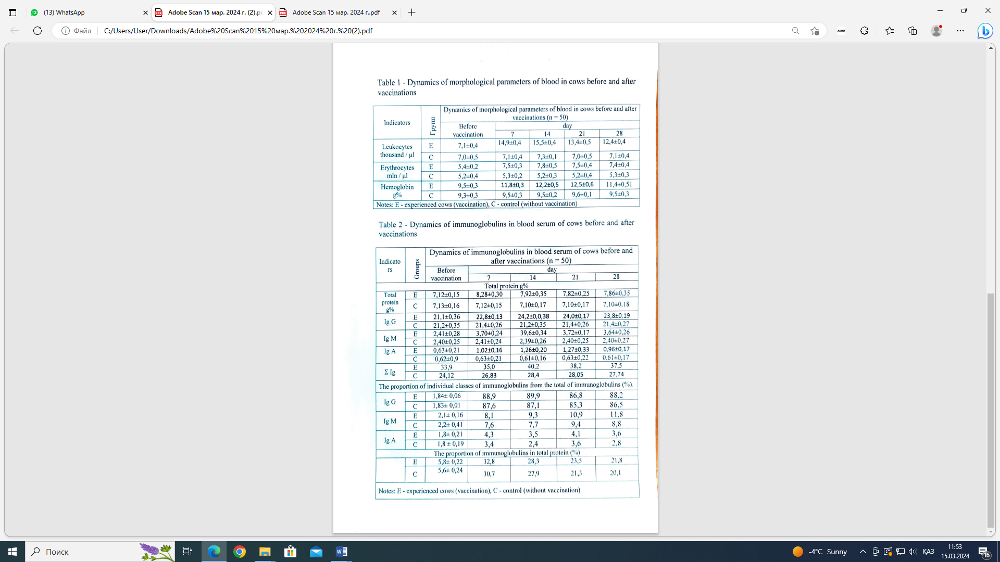 (13) WhatsApp
Adobe Scan 15 мар. 2024 г. (2).p
Adobe Scan 15 мар. 2024 г..pdf
Файл
C:/Users/User/Downloads/Adobe%20Scan%2015%20мар.%202024%20г.%20(2).pdf
AERO
Table 1 - Dynamics of morphological parameters of blood in cows before and after
vaccinations
Indicators
Групп
Dynamics of morphological parameters of blood in cows before and after
vaccinations (n = 50)
Before
vaccination
day
7 14 21 28
Leukocytes
thousand / µl
E 7,1±0,4 14,9±0,4 15,5±0,4 13,4±0,5 12,4±0,4
C 7,0±0,5 7,1±0,4 7,3±0,1 7,0±0,5 7,1±0,4
Erythrocytes
mln / µl
E 5,4±0,2 7,5±0,3 7,8±0,5 7,5±0,4 7,4±0,4
C 5,2±0,4 5,3±0,2 5,2±0,3 5,2±0,4 5,3±0,3
Hemoglobin
g%
E 9,5±0,3 11,8±0,3 12,2±0,5 12,5±0,6 11,4±0,51
C 9,3±0,3 9,5±0,3 9,5±0,2 9,6±0,1 9,5±0,3
Notes: E - experienced cows (vaccination), C - control (without vaccination)
Table 2 - Dynamics of immunoglobulins in blood serum of cows before and after
vaccinations
Indicato
rs
Groups
Dynamics of immunoglobulins in blood serum of cows before and
after vaccinations (n = 50)
Before
vaccination
day
7 14 21 28
Total protein g%
Total
protein
g%
E 7,12±0,15 8,28±0,30 7,92±0,35 7,82±0,25 7,86±0,35
C 7,13±0,16 7,12±0,15 7,10±0,17 7,10±0,17 7,10±0,18
Ig G
E 21,1±0,36 22,8±0,13 24,2±0,0,38 24,0±0,17 23,8±0,19
C 21,2±0,35 21,4±0,26 21,2±0,35 21,4±0,26 21,4±0,27
Ig M
E 2,41±0,28 3,70±0,24 39,6±0,34 3,72±0,17 3,64±0,26
C 2,40±0,25 2,41±0,24 2,39±0,26 2,40±0,25 2,40±0,27
Ig A
E 0,63±0,21 1,02±0,16 1,26±0,20 1,27±0,33 0,96±0,17
C 0,62±0,9 0,63±0,21 0,61±0,16 0,63±0,22 0,61±0,17
Σ Ig
E 33,9 35,0 40,2 38,2 37,5
C 24,12 26,83 28,4 28,05 27,74
The proportion of individual classes of immunoglobulins from the total of immunoglobulins (%).
Ig G
E 1,84± 0,06 88,9 89,9 86,8 88,2
C 1,83± 0,01 87,6 87,1 85,3 86,5
Ig M
E 2,1± 0,16 8,1 9,3 10,9 11,8
C 2,2± 0,41 7,6 7,7 9,4 8,8
Ig A
E 1,8± 0,21 4,3 3,5 4,1 3,6
C 1,8 ± 0,19 3,4 2,4 3,6 2,8
The proportion of immunoglobulins in total protein (%)
E 5,8± 0,22 32,8 28,3 23,5 21,8
C 5,6± 0,24 30,7 27,9 21,3 20,1
Notes: E - experienced cows (vaccination), C - control (without vaccination)
Поиск
-4°C Sunny
ҚАЗ
11:53
15.03.2024
16